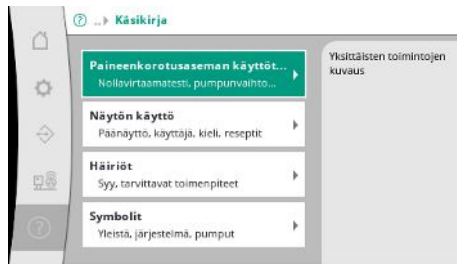 ..▸ Käsikirja
Paineenkorotusaseman käyttöt...
Nollavirtaamatesti, pumpunvaihto...
Näytön käyttö
Päänäyttö, käyttäjä, kieli, reseptit
Häiriöt
Syy, tarvittavat toimenpiteet
Symbolit
Yleistä, järjestelmä, pumput
Yksittäisten toimintojen
kuvaus